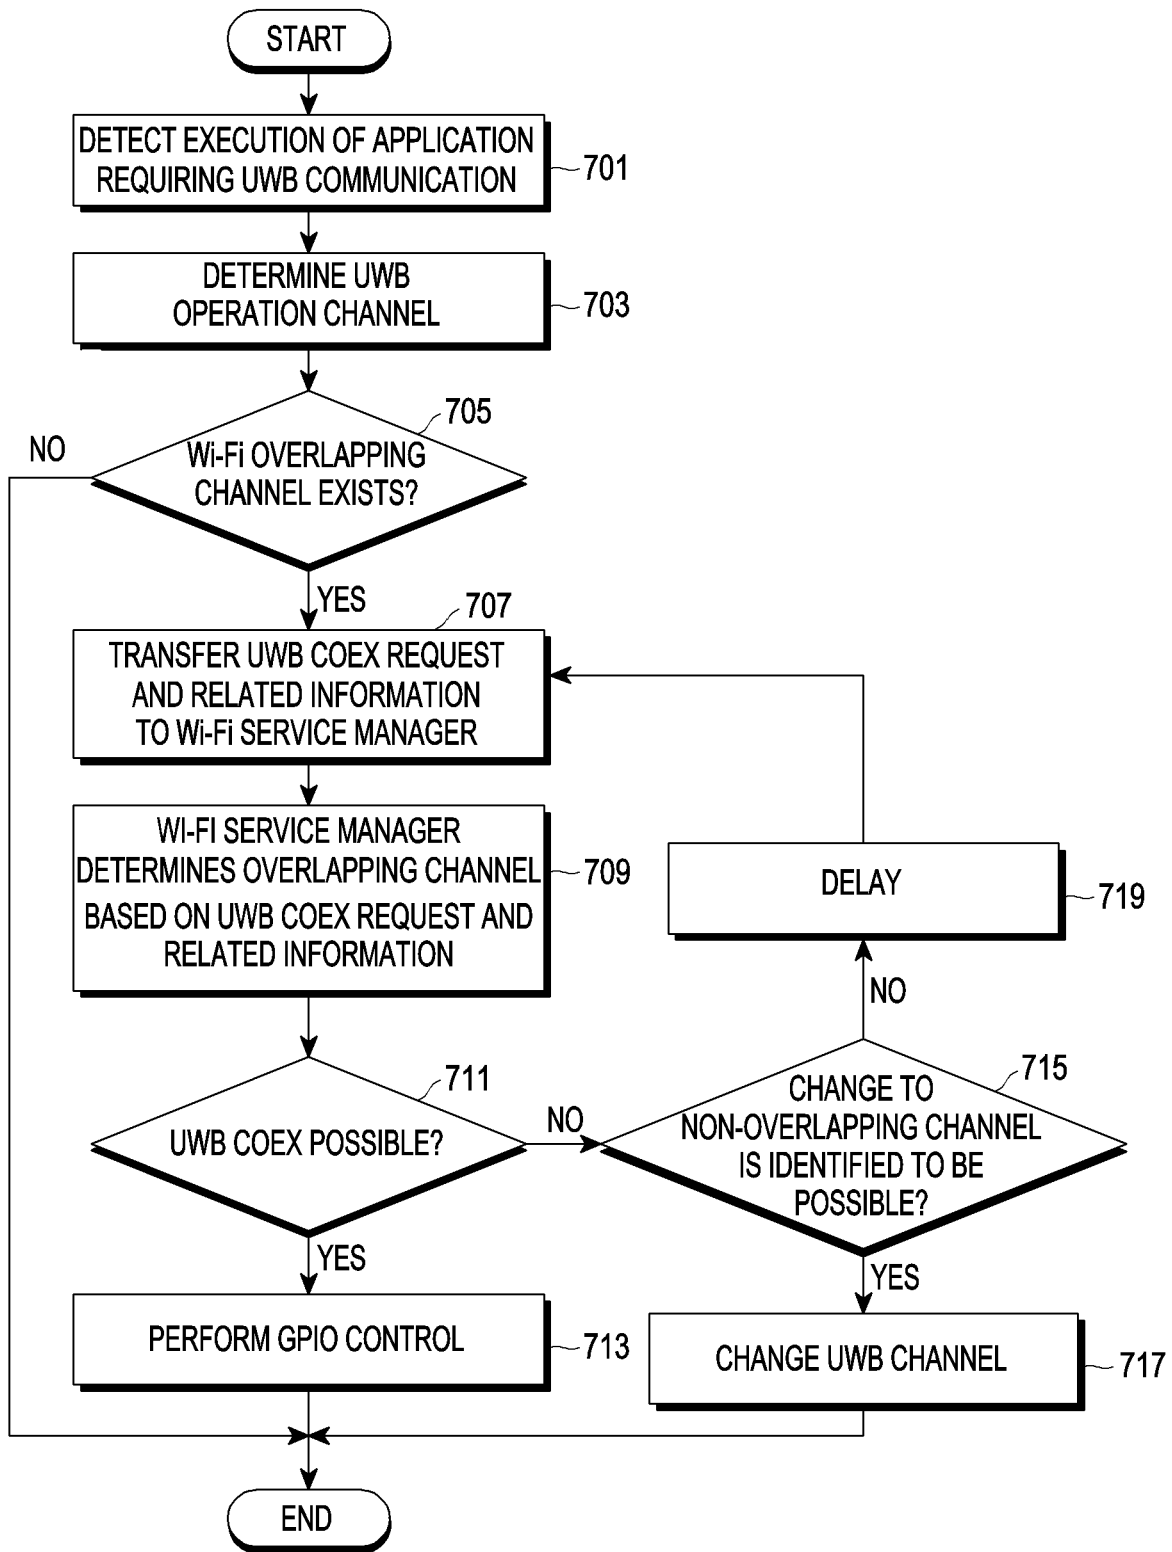 START
DETECT EXECUTION OF APPLICATION
REQUIRING UWB COMMUNICATION
701
DETERMINE UWB
OPERATION CHANNEL
703
705
NO
Wi-Fi OVERLAPPING
CHANNEL EXISTS?
YES
707
TRANSFER UWB COEX REQUEST
AND RELATED INFORMATION
TO Wi-Fi SERVICE MANAGER
WI-FI SERVICE MANAGER
DETERMINES OVERLAPPING CHANNEL
BASED ON UWB COEX REQUEST AND
RELATED INFORMATION
709
DELAY
719
NO
711
UWB COEX POSSIBLE?
NO
715
CHANGE TO
NON-OVERLAPPING CHANNEL
IS IDENTIFIED TO BE
POSSIBLE?
YES
YES
PERFORM GPIO CONTROL
713
CHANGE UWB CHANNEL
717
END